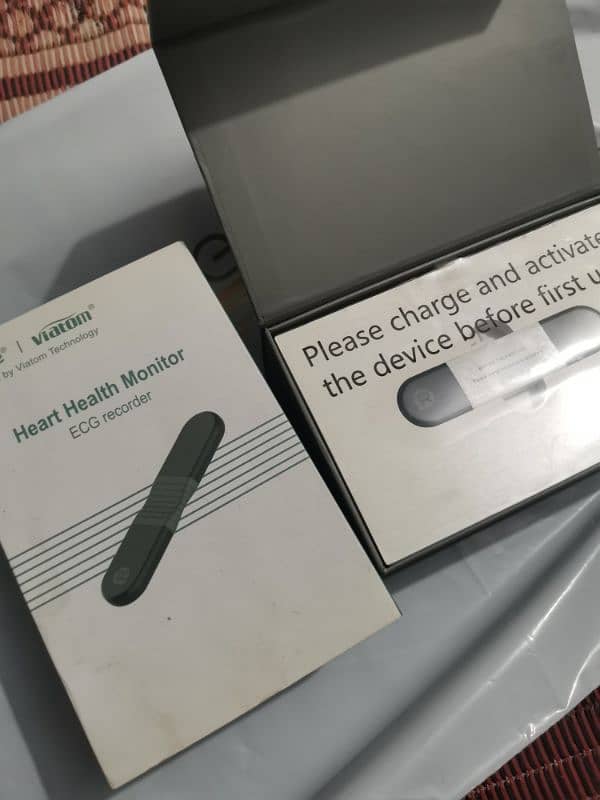 e® | viatom®
by Viatom Technology
Heart Health Monitor
ECG recorder
Please charge and activate
the device before first u